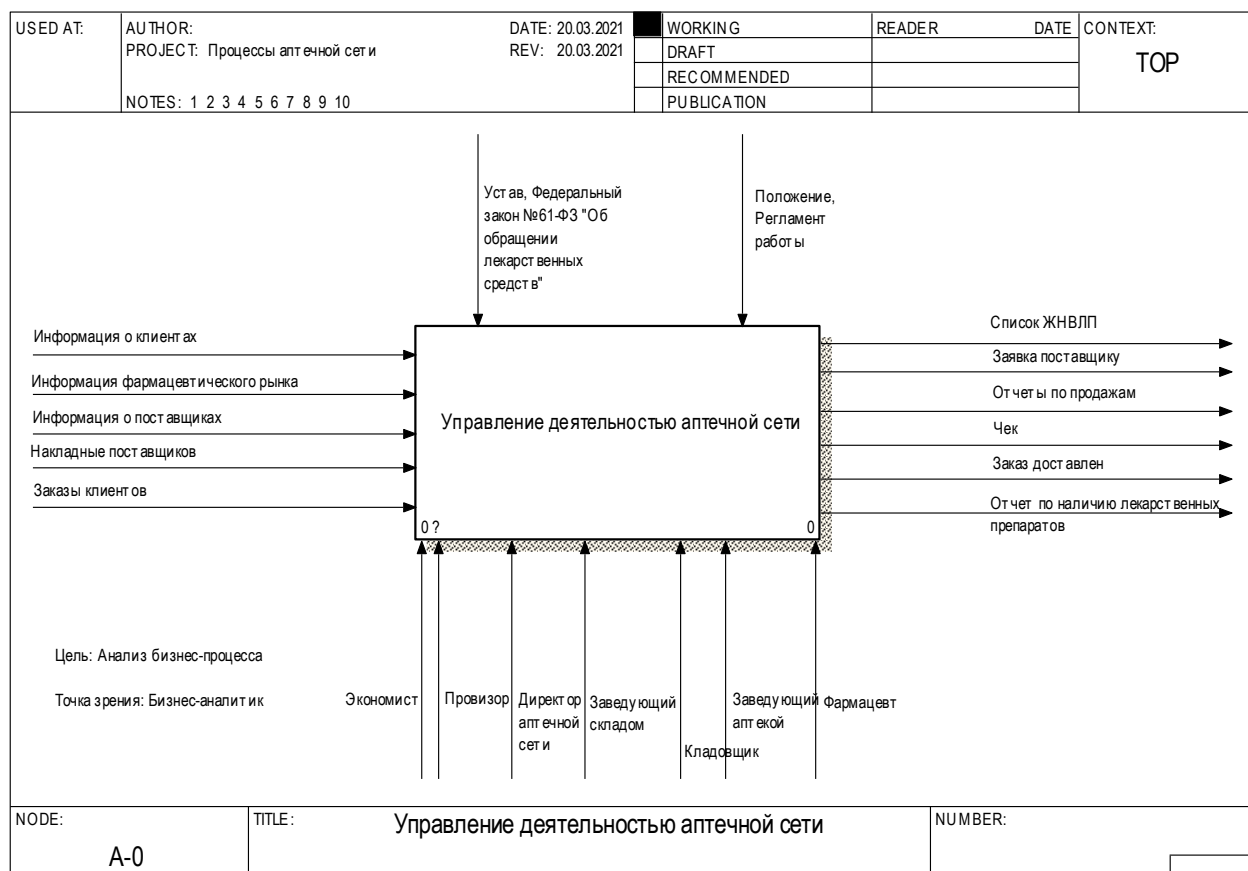 USED AT:
AUTHOR:
DATE: 20.03.2021
PROJECT: Процессы аптечной сети
REV: 20.03.2021
NOTES: 1 2 3 4 5 6 7 8 9 10
WORKING
DRAFT
RECOMMENDED
PUBLICATION
READER
DATE
CONTEXT:
TOP
Устав, Федеральный
закон №61-ФЗ "Об
обращении
лекарственных
средств"
Положение,
Регламент
работы
Информация о клиентах
Информация фармацевтического рынка
Информация о поставщиках
Накладные поставщиков
Заказы клиентов
Управление деятельностью аптечной сети
0 ?
0
Список ЖНВЛП
Заявка поставщику
Отчеты по продажам
Чек
Заказ доставлен
Отчет по наличию лекарственных
препаратов
Цель: Анализ бизнес-процесса
Точка зрения: Бизнес-аналитик
Экономист
Провизор
Директор
аптечной
сети
Заведующий
складом
Кладовщик
Заведующий
аптекой
Фармацевт
NODE:
A-0
TITLE:
Управление деятельностью аптечной сети
NUMBER: